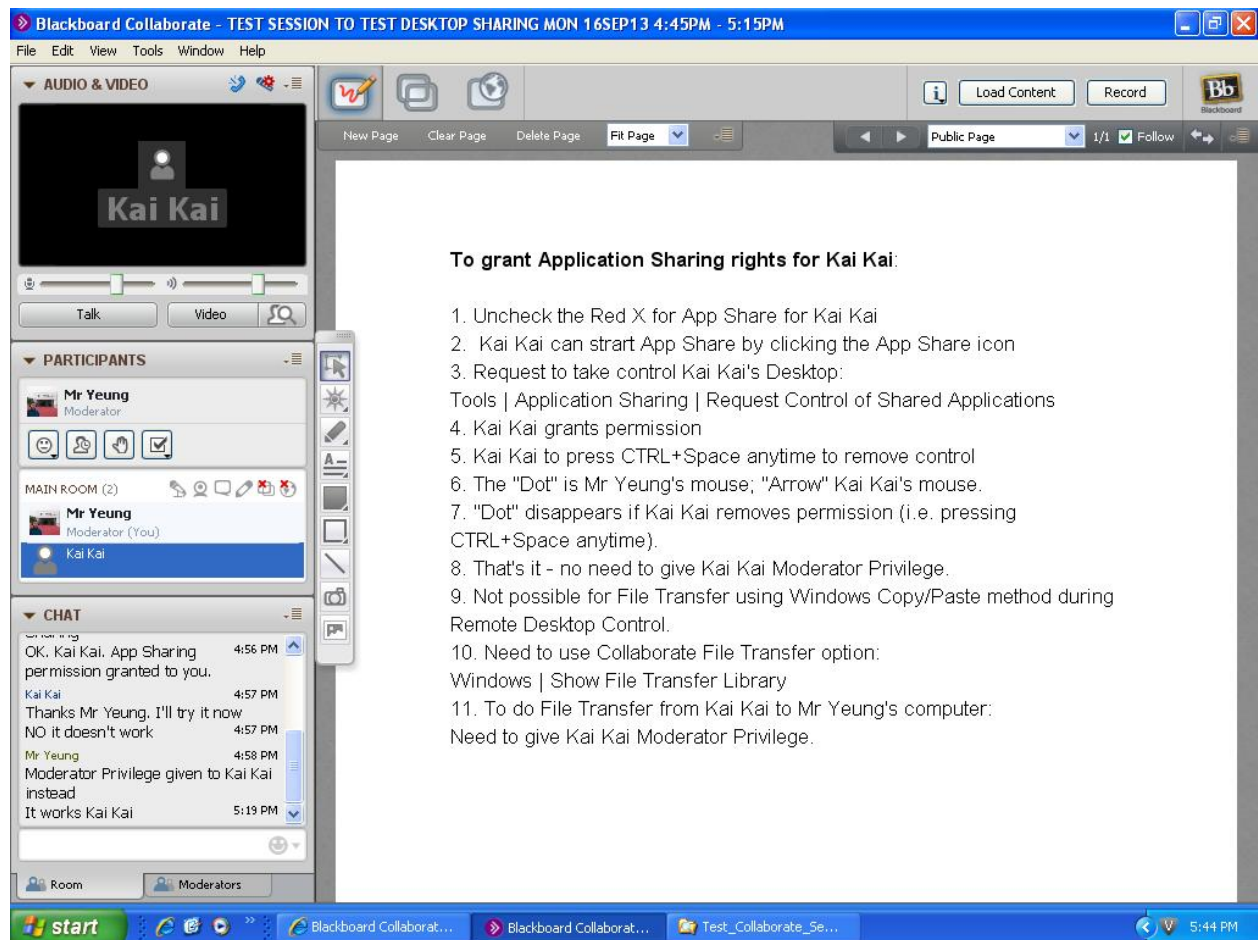 Blackboard Collaborate - TEST SESSION TO TEST DESKTOP SHARING MON 16SEP13 4:45PM - 5:15PM
File Edit View Tools Window Help
AUDIO & VIDEO
Kai Kai
Talk Video
PARTICIPANTS
Mr Yeung
Moderator
MAIN ROOM (2)
Mr Yeung
Moderator (You)
Kai Kai
CHAT
OK. Kai Kai. App Sharing 4:56 PM
permission granted to you.
Kai Kai 4:57 PM
Thanks Mr Yeung. I'll try it now
NO it doesn't work 4:57 PM
Mr Yeung 4:58 PM
Moderator Privilege given to Kai Kai
instead
It works Kai Kai 5:19 PM
Room Moderators
i Load Content Record
Bb
Blackboard
New Page Clear Page Delete Page Fit Page Public Page 1/1 Follow
To grant Application Sharing rights for Kai Kai:
1. Uncheck the Red X for App Share for Kai Kai
2. Kai Kai can strart App Share by clicking the App Share icon
3. Request to take control Kai Kai's Desktop:
Tools | Application Sharing | Request Control of Shared Applications
4. Kai Kai grants permission
5. Kai Kai to press CTRL+Space anytime to remove control
6. The "Dot" is Mr Yeung's mouse; "Arrow" Kai Kai's mouse.
7. "Dot" disappears if Kai Kai removes permission (i.e. pressing
CTRL+Space anytime).
8. That's it - no need to give Kai Kai Moderator Privilege.
9. Not possible for File Transfer using Windows Copy/Paste method during
Remote Desktop Control.
10. Need to use Collaborate File Transfer option:
Windows | Show File Transfer Library
11. To do File Transfer from Kai Kai to Mr Yeung's computer:
Need to give Kai Kai Moderator Privilege.
start Blackboard Collaborat... Blackboard Collaborat... Test_Collaborate_Se... V 5:44 PM